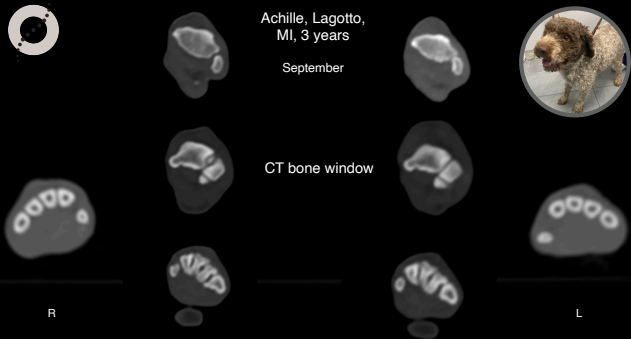 Achille, Lagotto,
MI, 3 years
September
CT bone window
R
L